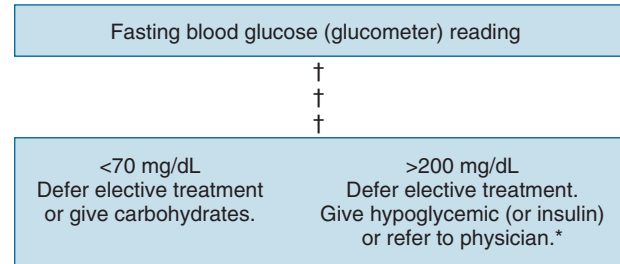 Fasting blood glucose (glucometer) reading
†
†
†
<70 mg/dL
Defer elective treatment
or give carbohydrates.
>200 mg/dL
Defer elective treatment.
Give hypoglycemic (or insulin)
or refer to physician.*